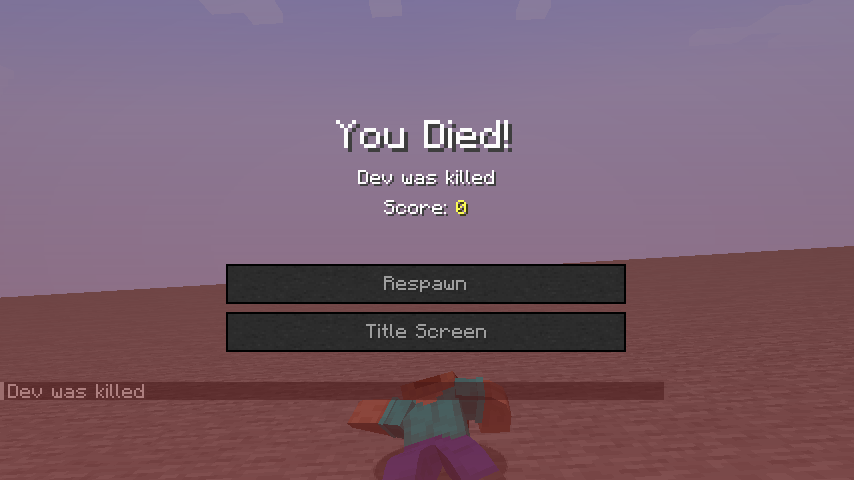 You Died!
Dev was killed
Score: 0
Respawn
Title Screen
Dev was killed